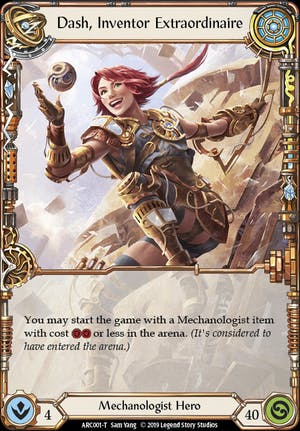 Dash, Inventor Extraordinaire
You may start the game with a Mechanologist item
with cost or less in the arena. (It's considered to
have entered the arena.)
4
Mechanologist Hero
40
ARC001-T Sam Yang © 2019 Legend Story Studios